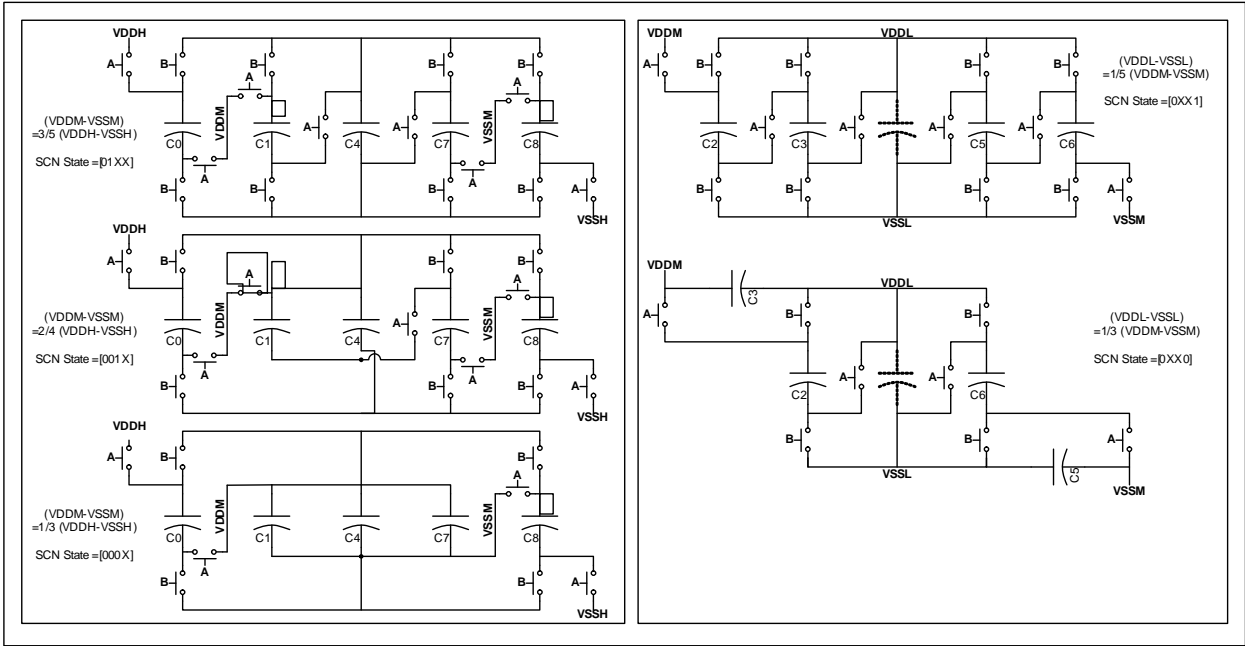 VDDH
A
B
B
B
B
A
A
(VDDM-VSSM)
=3/5 (VDDH-VSSH)
SCN State =[01XX]
VDDM
VSSM
A
A
C0
C1
C4
C7
C8
A
A
B
B
B
B
A
VSSH
VDDH
A
B
B
B
A
A
(VDDM-VSSM)
=2/4 (VDDH-VSSH)
SCN State =[001X]
VDDM
VSSM
A
C0
C1
C4
C7
C8
A
A
B
B
B
A
VSSH
VDDH
A
B
B
A
(VDDM-VSSM)
=1/3 (VDDH-VSSH)
SCN State =[000X]
VDDM
VSSM
C0
C1
C4
C7
C8
A
B
B
A
VSSH
VDDM
VDDL
A
B
B
B
B
(VDDL-VSSL)
=1/5 (VDDM-VSSM)
SCN State =[0XX1]
A
A
A
A
C2
C3
C5
C6
B
B
B
B
A
VSSL
VSSM
VDDM
C3
VDDL
A
B
B
(VDDL-VSSL)
=1/3 (VDDM-VSSM)
SCN State =[0XX0]
A
A
C2
C6
B
B
A
VSSL
C5
VSSM